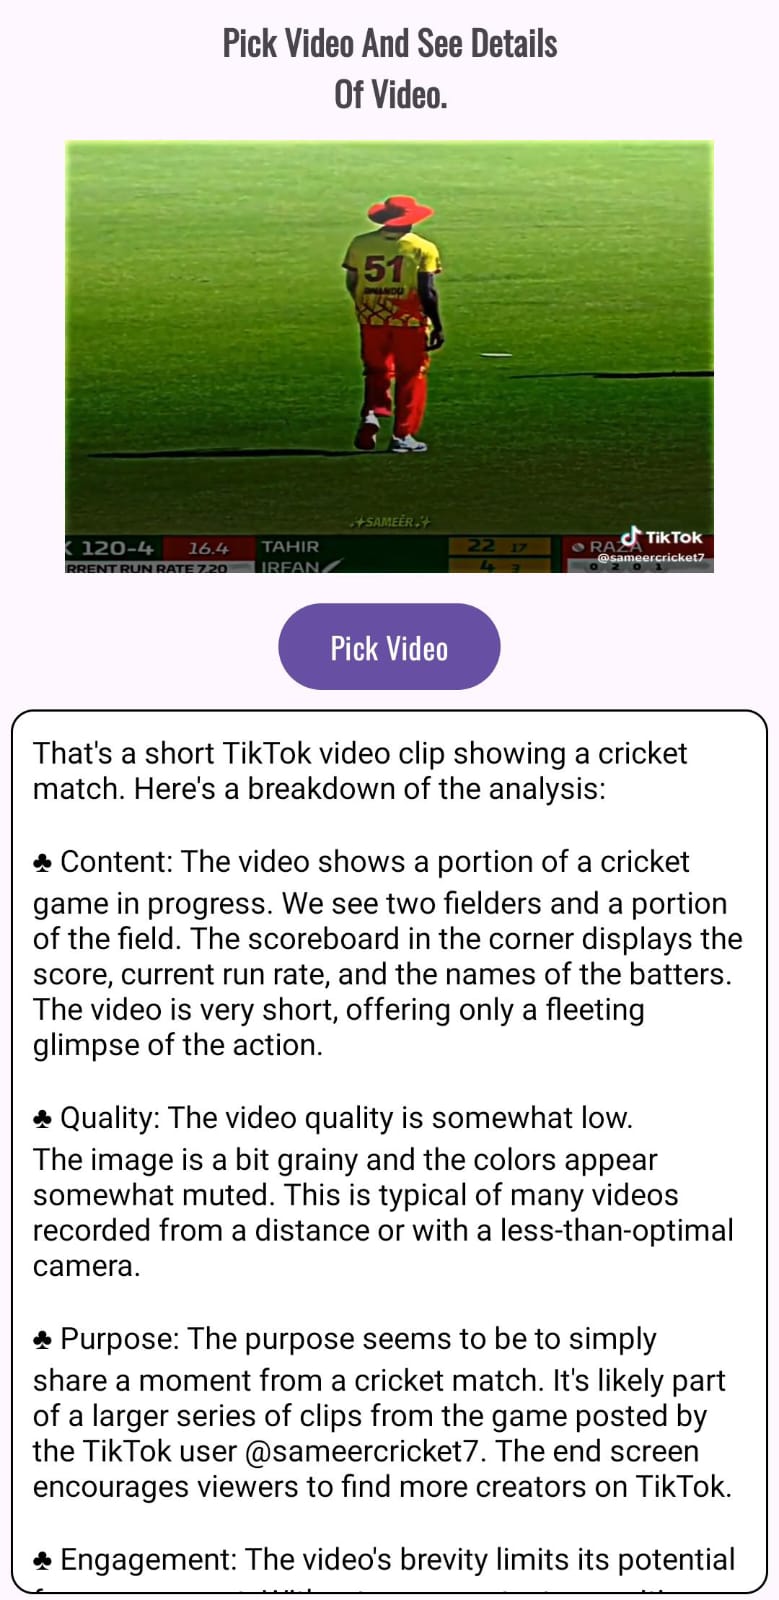 Pick Video And See Details
Of Video.
51
✨SAMEER✨
120-4 16.4 TAHIR 22 17 RAZA
RRENT RUN RATE 7.20 IRFAN 4 3 0 2 0 1
TikTok
@sameercricket7
Pick Video
That's a short TikTok video clip showing a cricket
match. Here's a breakdown of the analysis:
♣ Content: The video shows a portion of a cricket
game in progress. We see two fielders and a portion
of the field. The scoreboard in the corner displays the
score, current run rate, and the names of the batters.
The video is very short, offering only a fleeting
glimpse of the action.
♣ Quality: The video quality is somewhat low.
The image is a bit grainy and the colors appear
somewhat muted. This is typical of many videos
recorded from a distance or with a less-than-optimal
camera.
♣ Purpose: The purpose seems to be to simply
share a moment from a cricket match. It's likely part
of a larger series of clips from the game posted by
the TikTok user @sameercricket7. The end screen
encourages viewers to find more creators on TikTok.
♣ Engagement: The video's brevity limits its potential